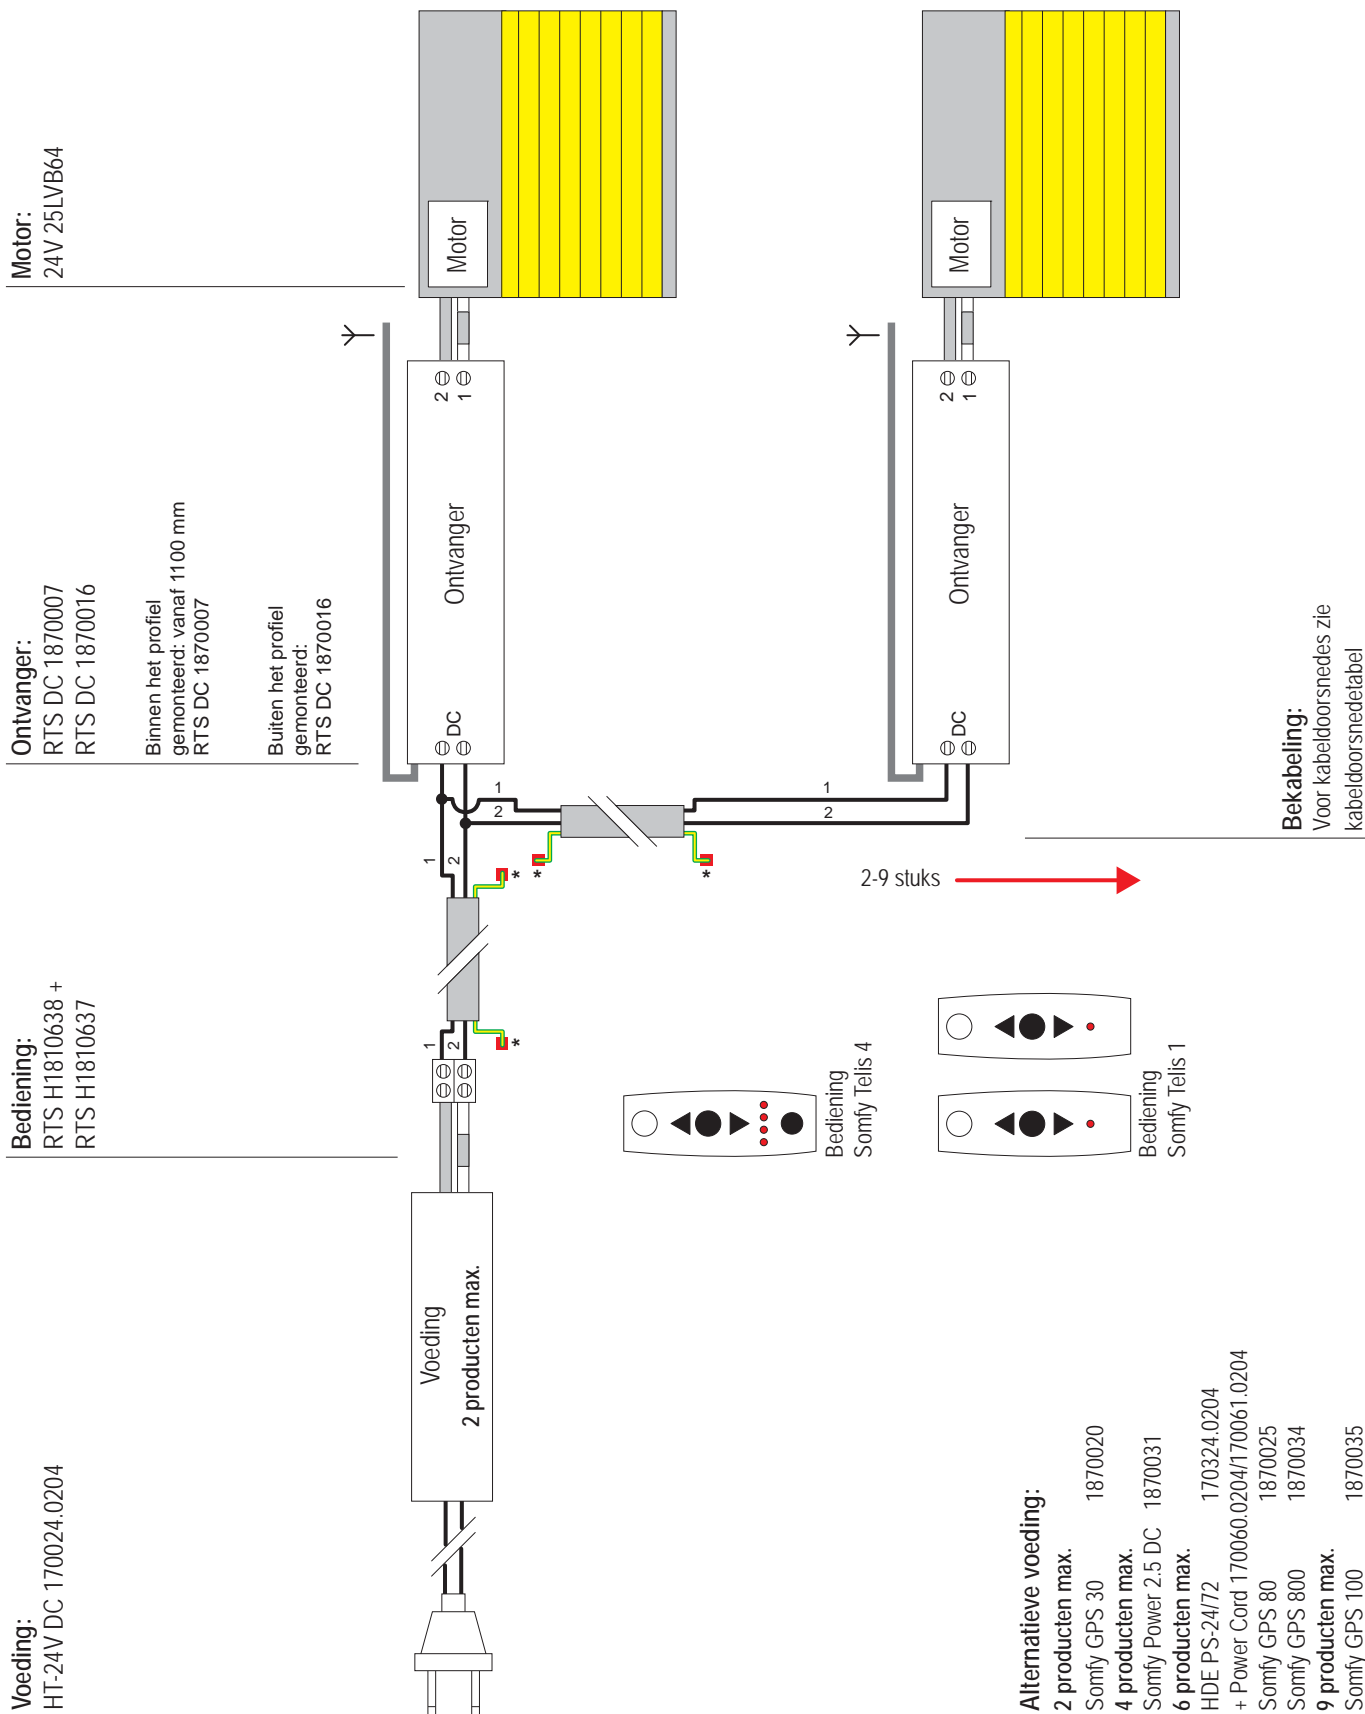 Voeding:
HT-24V DC 170024.0204
Bediening:
RTS H1810638 +
RTS H1810637
Ontvanger:
RTS DC 1870007
RTS DC 1870016
Binnen het profiel
gemonteerd: vanaf 1100 mm
RTS DC 1870007
Buiten het profiel
gemonteerd:
RTS DC 1870016
Motor:
24V 25LVB64
Voeding
2 producten max.
1
2
*
1
2
*
DC
Ontvanger
2
1
Motor
1
2
*
*
1
2
DC
Ontvanger
2
1
Motor
2-9 stuks
Bediening
Somfy Telis 4
Bediening
Somfy Telis 1
Bekabeling:
Voor kabeldoorsnedes zie
kabeldoorsnedetabel
Alternatieve voeding:
2 producten max.
Somfy GPS 30 1870020
4 producten max.
Somfy Power 2.5 DC 1870031
6 producten max.
HDE PS-24/72 170324.0204
+ Power Cord 170060.0204/170061.0204
Somfy GPS 80 1870025
Somfy GPS 800 1870034
9 producten max.
Somfy GPS 100 1870035